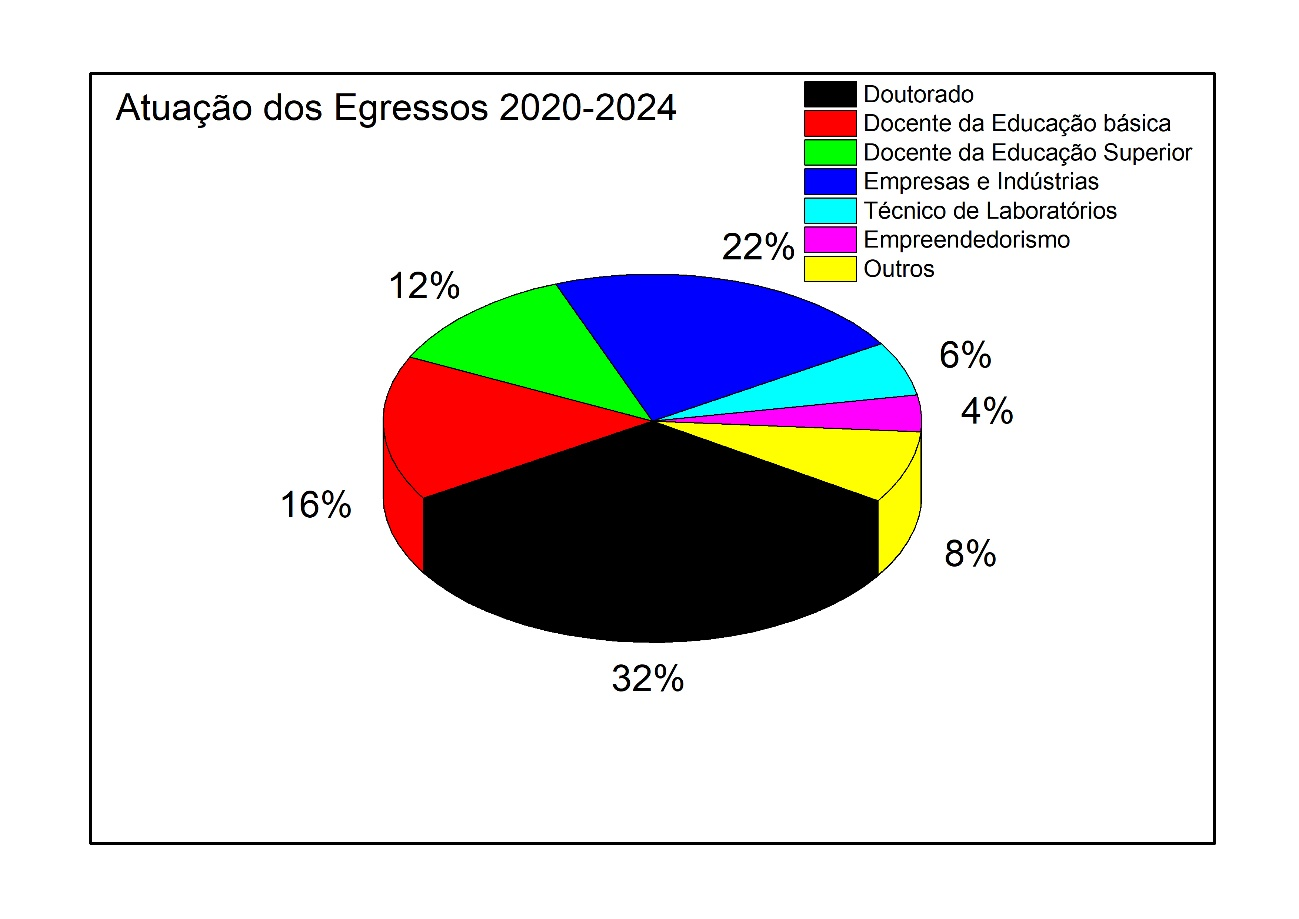 Atuação dos Egressos 2020-2024
Doutorado
Docente da Educação básica
Docente da Educação Superior
Empresas e Indústrias
Técnico de Laboratórios
Empreendedorismo
Outros
22%
12%
6%
4%
16%
8%
32%